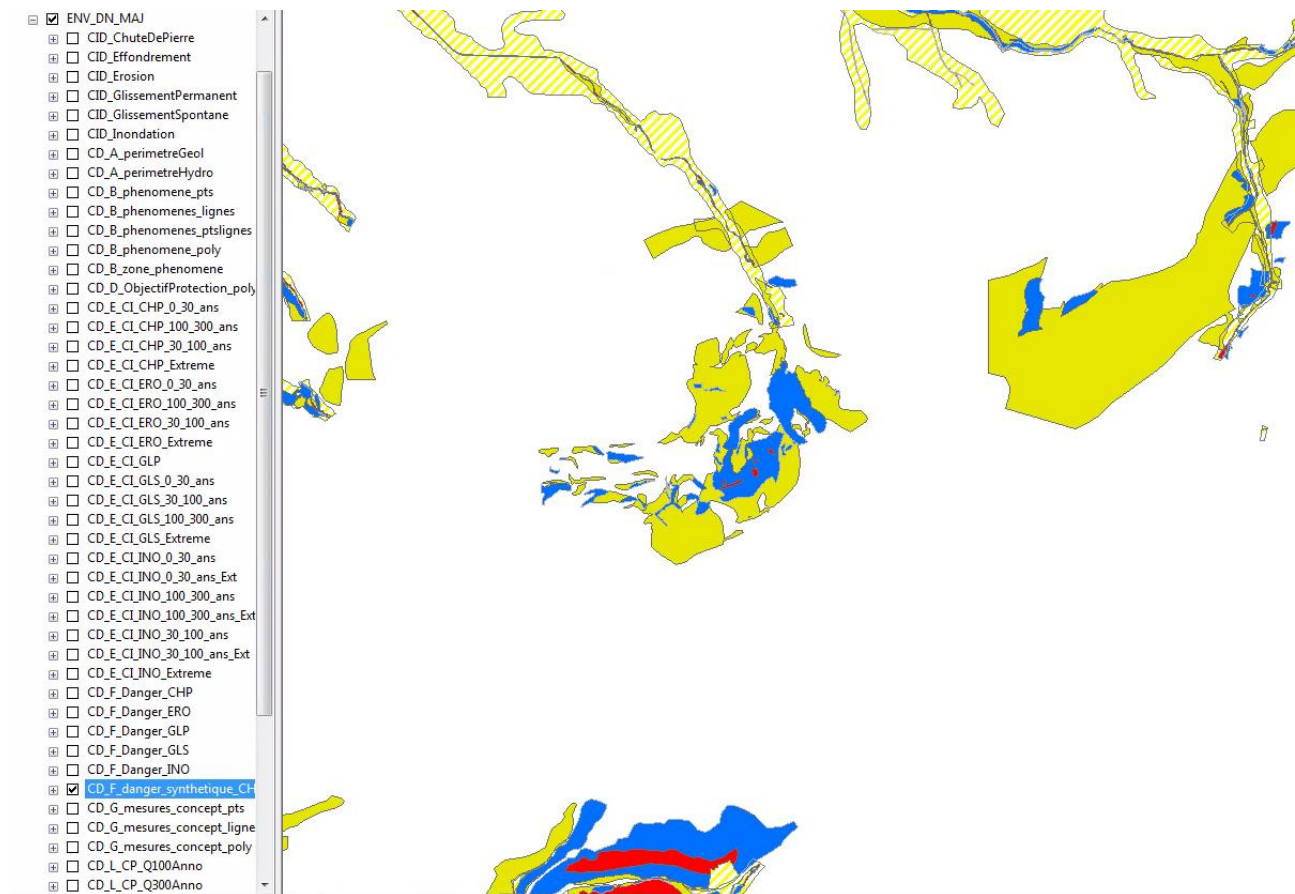 ENV_DN_MAJ
CID_ChuteDePierre
CID_Effondrement
CID_Erosion
CID_GlissementPermanent
CID_GlissementSpontane
CID_Inondation
CD_A_perimetreGeol
CD_A_perimetreHydro
CD_B_phenomene_pts
CD_B_phenomenes_lignes
CD_B_phenomenes_ptslignes
CD_B_phenomene_poly
CD_B_zone_phenomene
CD_D_ObjectifProtection_poly
CD_E_CI_CHP_0_30_ans
CD_E_CI_CHP_100_300_ans
CD_E_CI_CHP_30_100_ans
CD_E_CI_CHP_Extreme
CD_E_CI_ERO_0_30_ans
CD_E_CI_ERO_100_300_ans
CD_E_CI_ERO_30_100_ans
CD_E_CI_ERO_Extreme
CD_E_CI_GLP
CD_E_CI_GLS_0_30_ans
CD_E_CI_GLS_30_100_ans
CD_E_CI_GLS_100_300_ans
CD_E_CI_GLS_Extreme
CD_E_CI_INO_0_30_ans
CD_E_CI_INO_0_30_ans_Ext
CD_E_CI_INO_100_300_ans
CD_E_CI_INO_100_300_ans_Ext
CD_E_CI_INO_30_100_ans
CD_E_CI_INO_30_100_ans_Ext
CD_E_CI_INO_Extreme
CD_F_Danger_CHP
CD_F_Danger_ERO
CD_F_Danger_GLP
CD_F_Danger_GLS
CD_F_Danger_INO
CD_F_danger_synthetique_CH
CD_G_mesures_concept_pts
CD_G_mesures_concept_ligne
CD_G_mesures_concept_poly
CD_L_CP_Q100Anno
CD_L_CP_Q300Anno